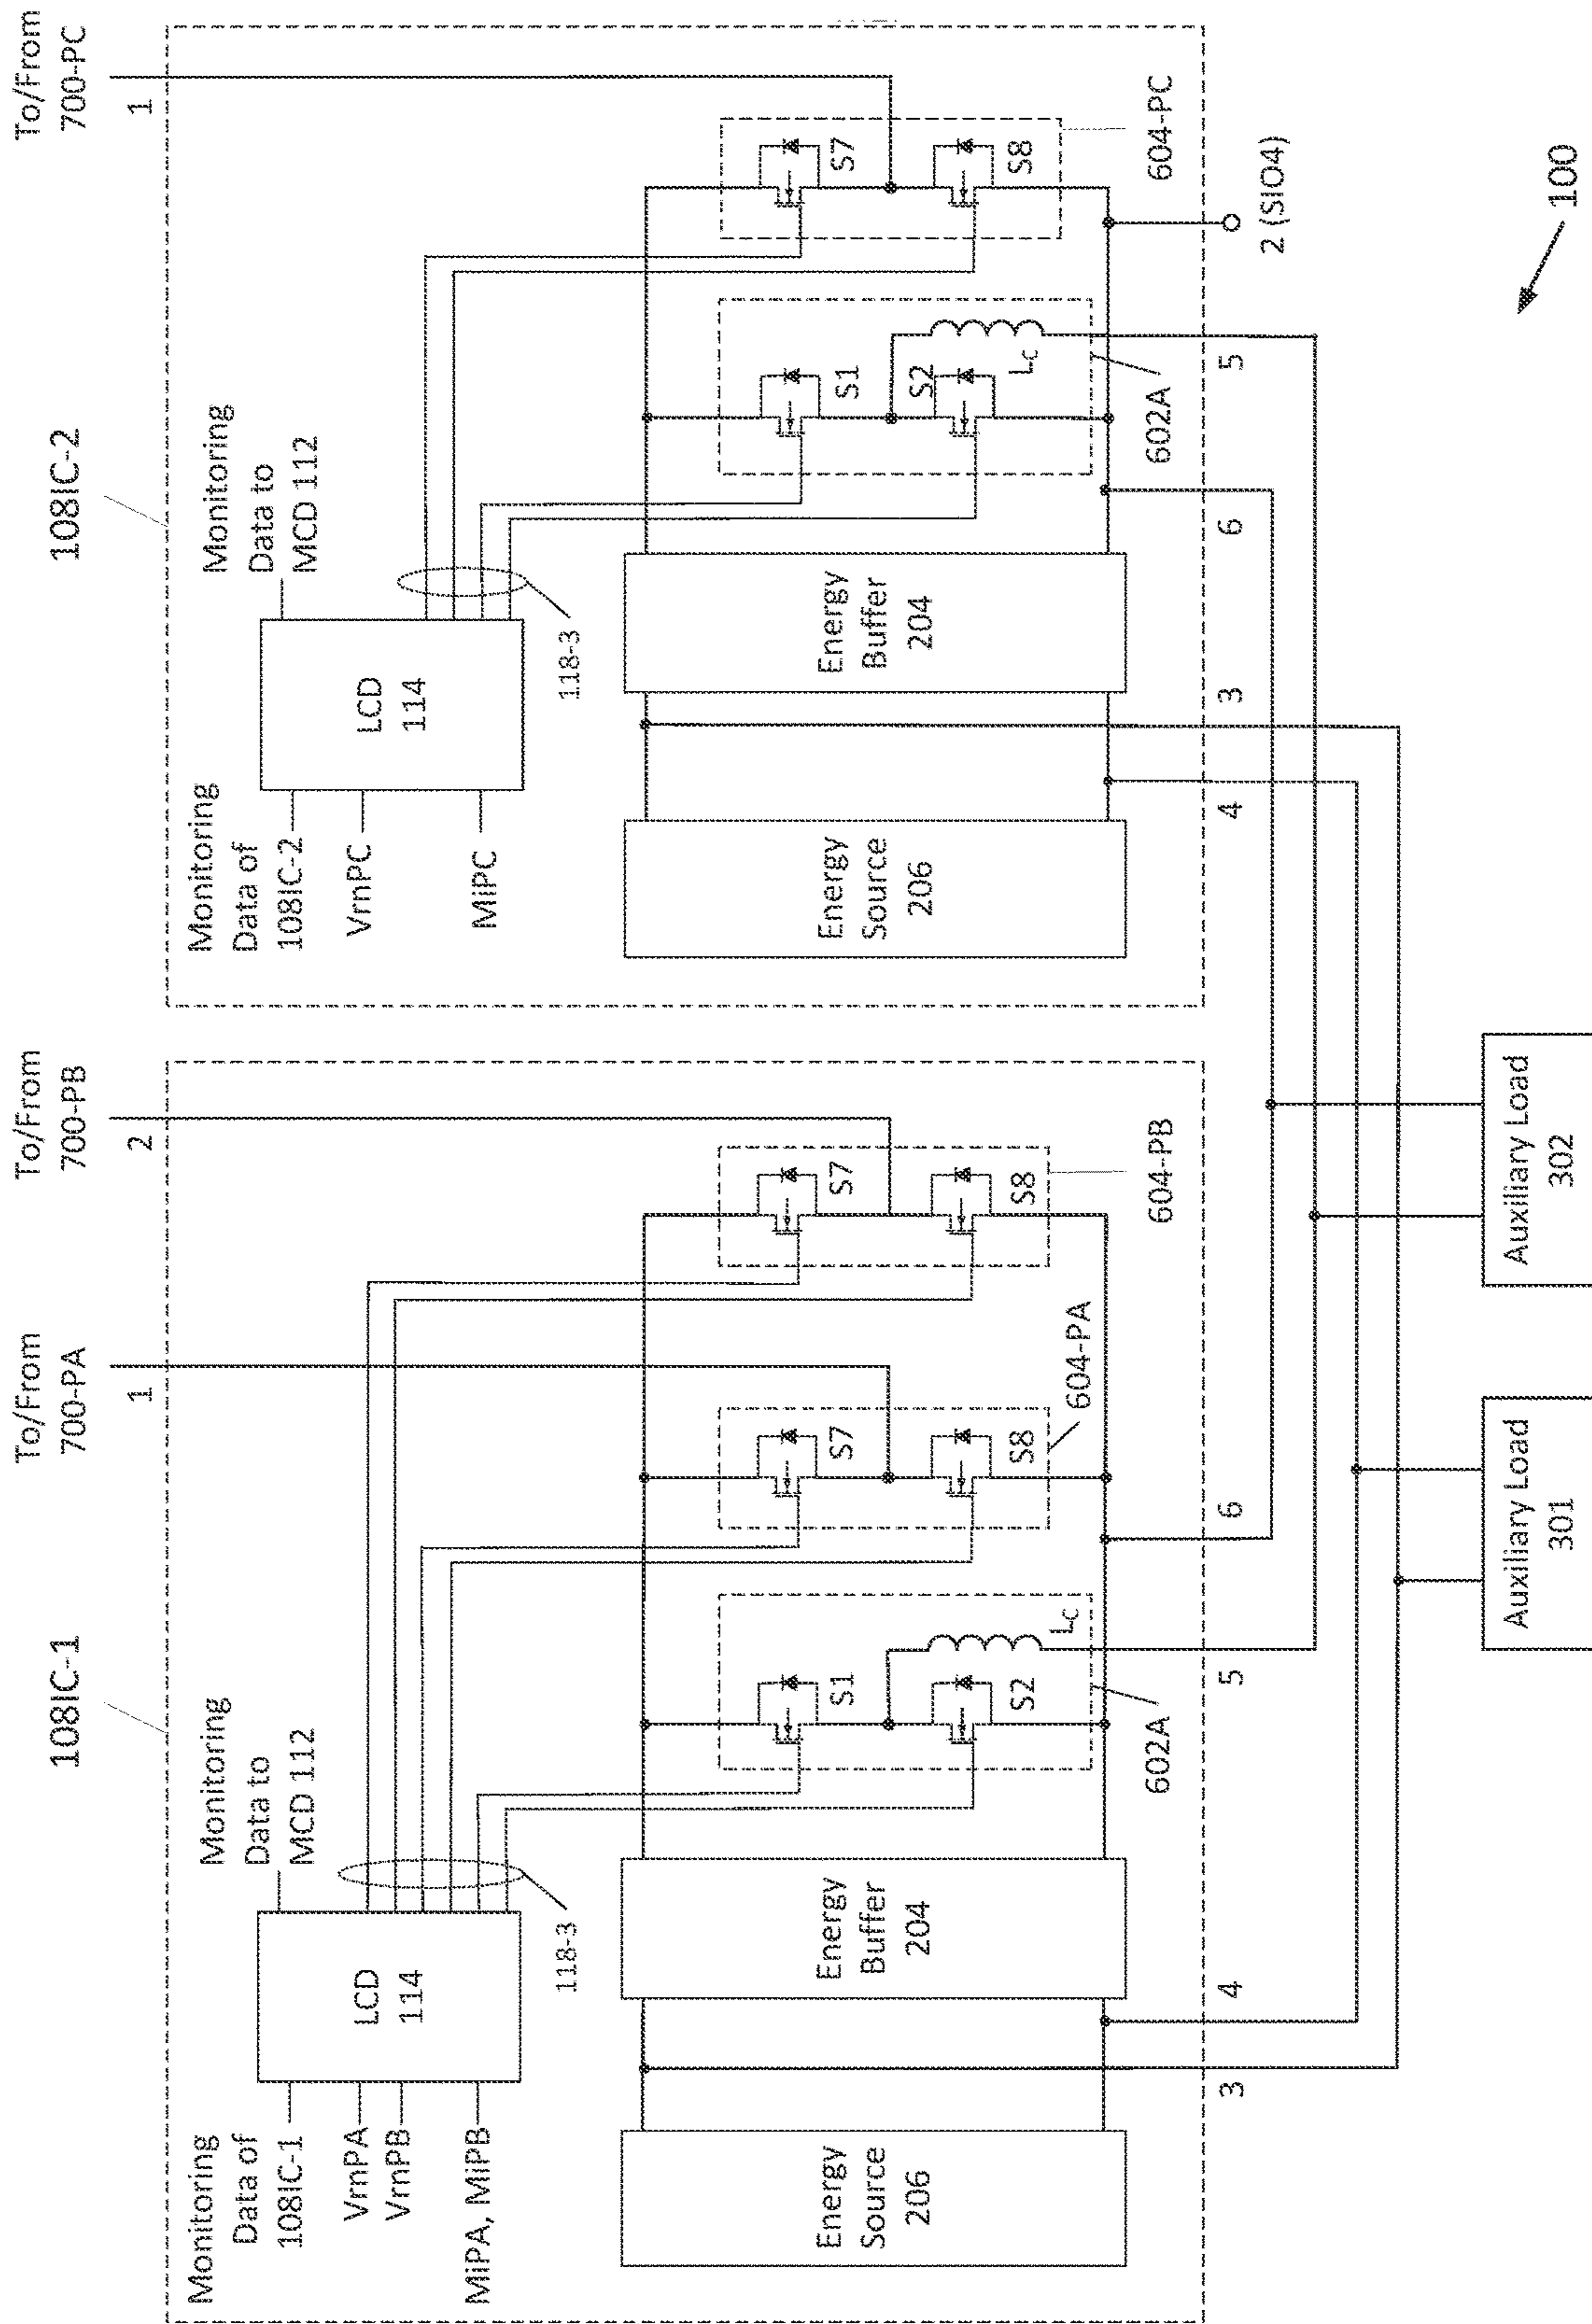 108IC-1
To/From
700-PA
1
To/From
700-PB
2
Monitoring
Data to
MCD 112
Monitoring
Data of
108IC-1
VrnPA
VrnPB
MiPA, MiPB
LCD
114
118-3
Energy
Source
206
Energy
Buffer
204
S1
S2
LC
602A
S7
S8
604-PA
S7
S8
604-PB
3
4
5
6
108IC-2
To/From
700-PC
1
Monitoring
Data to
MCD 112
Monitoring
Data of
108IC-2
VrnPC
MiPC
LCD
114
118-3
Energy
Source
206
Energy
Buffer
204
S1
S2
LC
602A
S7
S8
604-PC
4
3
6
5
2 (SIO4)
Auxiliary Load
301
Auxiliary Load
302
100